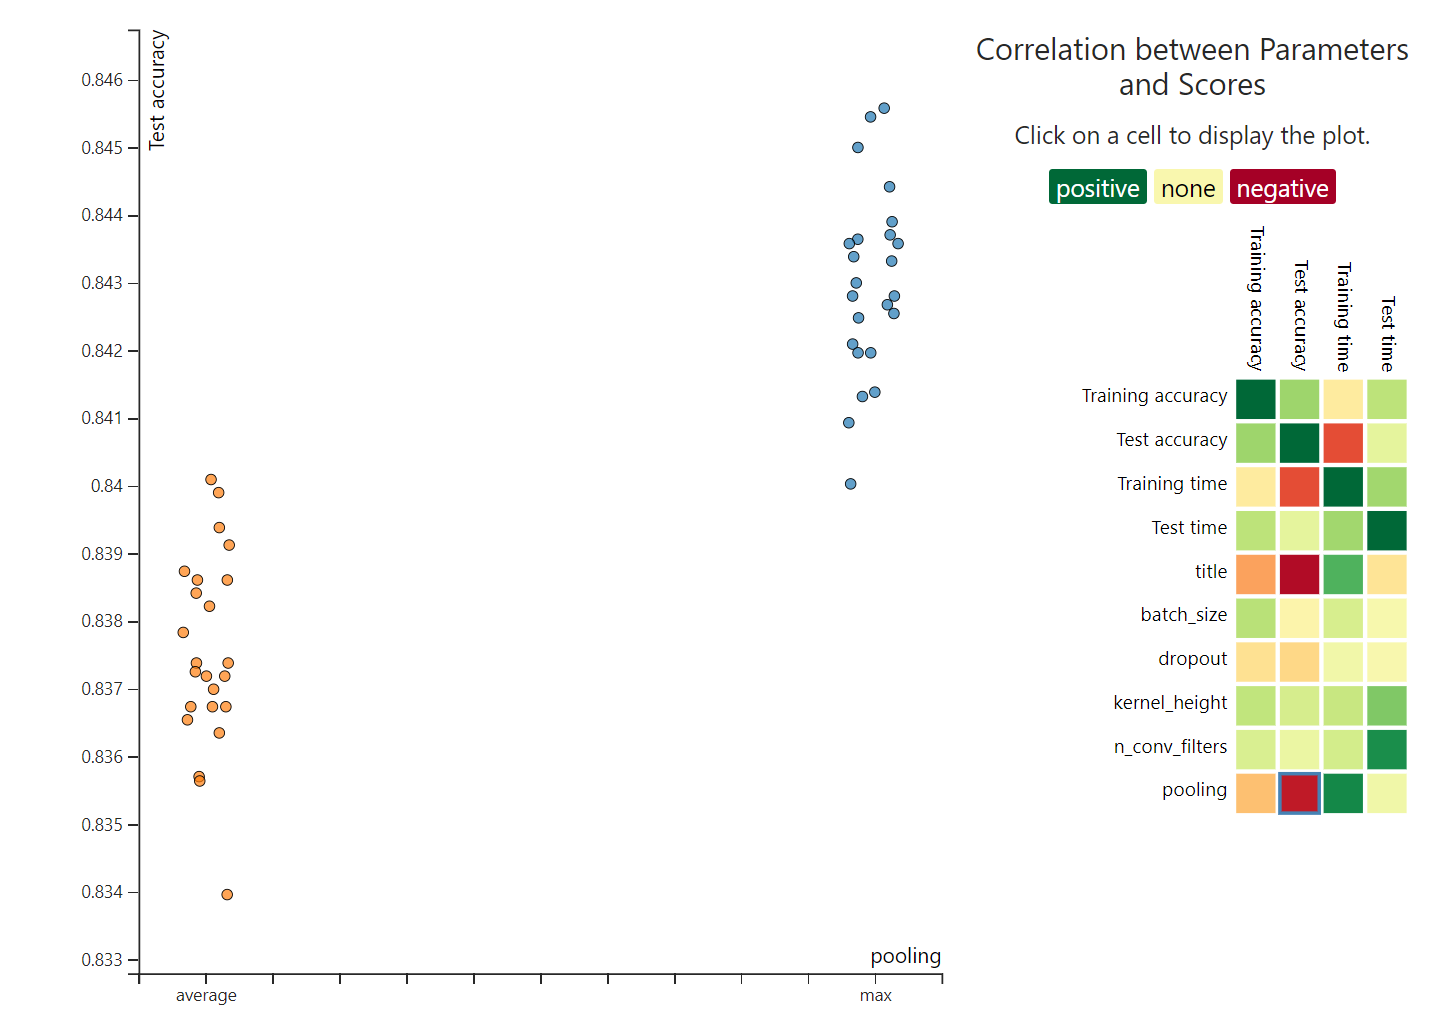 Test accuracy
0.846
0.845
0.844
0.843
0.842
0.841
0.84
0.839
0.838
0.837
0.836
0.835
0.834
0.833
pooling
average
max
Correlation between Parameters
and Scores
Click on a cell to display the plot.
positive none negative
Training accuracy
Test accuracy
Training time
Test time
Training accuracy
Test accuracy
Training time
Test time
title
batch_size
dropout
kernel_height
n_conv_filters
pooling